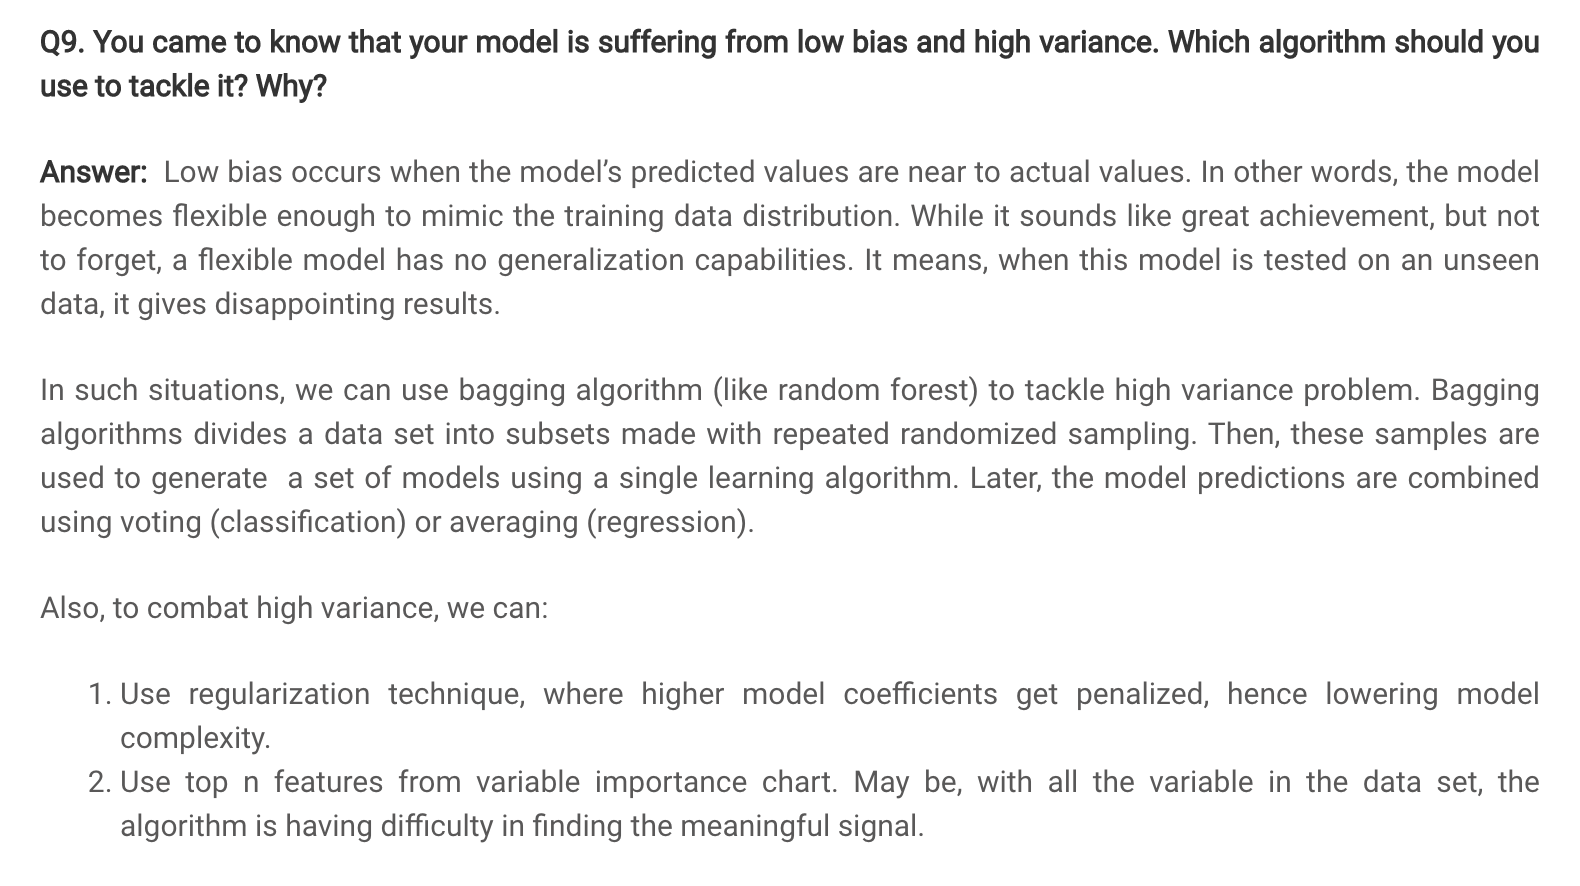 Q9. You came to know that your model is suffering from low bias and high variance. Which algorithm should you
use to tackle it? Why?
Answer:  Low bias occurs when the model’s predicted values are near to actual values. In other words, the model
becomes flexible enough to mimic the training data distribution. While it sounds like great achievement, but not
to forget, a flexible model has no generalization capabilities. It means, when this model is tested on an unseen
data, it gives disappointing results.
In such situations, we can use bagging algorithm (like random forest) to tackle high variance problem. Bagging
algorithms divides a data set into subsets made with repeated randomized sampling. Then, these samples are
used to generate  a set of models using a single learning algorithm. Later, the model predictions are combined
using voting (classification) or averaging (regression).
Also, to combat high variance, we can:
1. Use regularization technique, where higher model coefficients get penalized, hence lowering model
complexity.
2. Use top n features from variable importance chart. May be, with all the variable in the data set, the
algorithm is having difficulty in finding the meaningful signal.